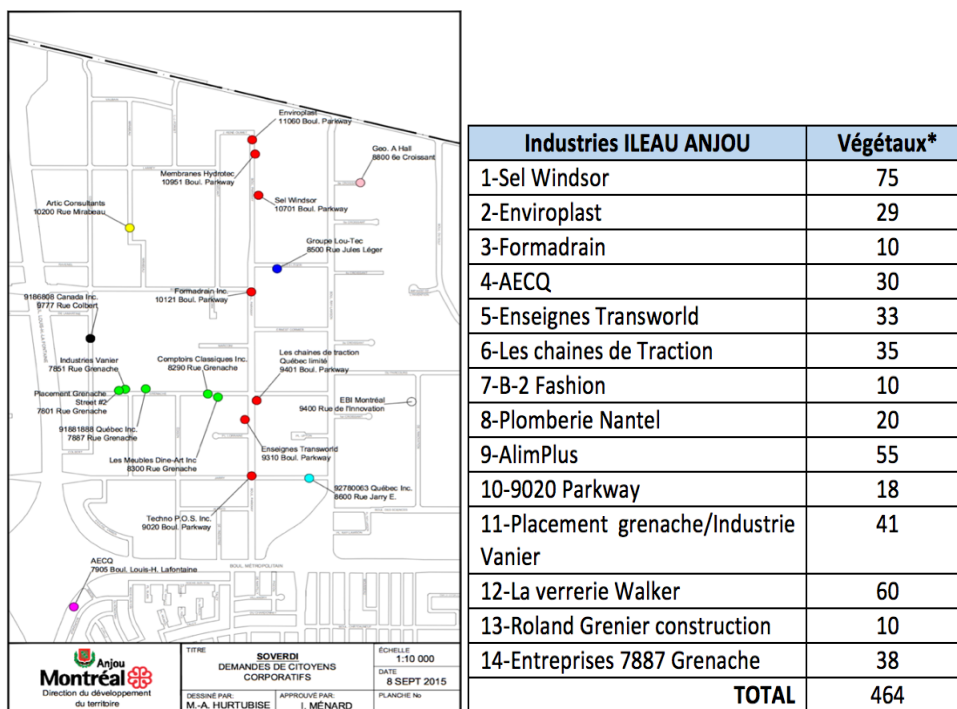 Enviroplast
11060 Boul. Parkway
Geo. A Hall
8800 6e Croissant
Membranes Hydrotec
10951 Boul. Parkway
Sel Windsor
10701 Boul. Parkway
Artic Consultants
10200 Rue Mirabeau
Groupe Lou-Tec
8500 Rue Jules Léger
Formadrain Inc.
10121 Boul. Parkway
9186808 Canada Inc.
9777 Rue Colbert
Industries Vanier
7851 Rue Grenache
Comptoirs Classiques Inc.
8290 Rue Grenache
Les chaines de traction
Québec limité
9401 Boul. Parkway
Placement Grenache
Street #2
7801 Rue Grenache
EBI Montréal
9400 Rue de l'Innovation
91881888 Québec Inc.
7887 Rue Grenache
Les Meubles Dine-Art Inc
8300 Rue Grenache
Enseignes Transworld
9310 Boul. Parkway
92780063 Québec Inc.
8600 Rue Jarry E.
Techno P.O.S. Inc.
9020 Boul. Parkway
BOUL. MÉTROPOLITAIN
AECQ
7905 Boul. Louis-H. Lafontaine
Anjou
Montréal
Direction du développement
du territoire
TITRE
SOVERDI
DEMANDES DE CITOYENS
CORPORATIFS
ÉCHELLE
1:10 000
DATE
8 SEPT 2015
DESSINÉ PAR:
M.-A. HURTUBISE
APPROUVÉ PAR:
I. MÉNARD
PLANCHE No
Industries ILEAU ANJOU Végétaux*
1-Sel Windsor 75
2-Enviroplast 29
3-Formadrain 10
4-AECQ 30
5-Enseignes Transworld 33
6-Les chaines de Traction 35
7-B-2 Fashion 10
8-Plomberie Nantel 20
9-AlimPlus 55
10-9020 Parkway 18
11-Placement grenache/Industrie 41
Vanier
12-La verrerie Walker 60
13-Roland Grenier construction 10
14-Entreprises 7887 Grenache 38
TOTAL 464